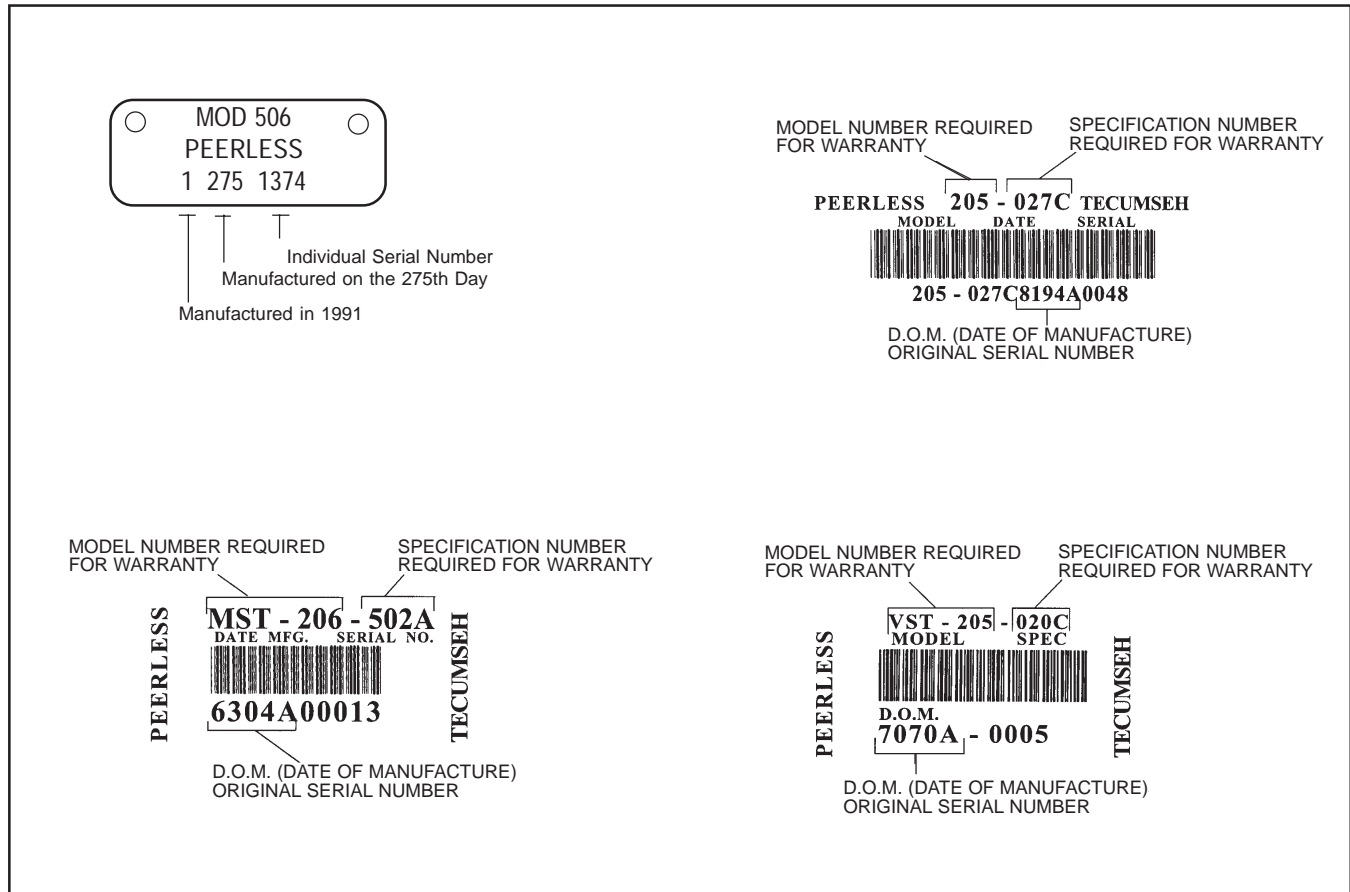 MOD 506
PEERLESS
1 275 1374
Individual Serial Number
Manufactured on the 275th Day
Manufactured in 1991
MODEL NUMBER REQUIRED
FOR WARRANTY
SPECIFICATION NUMBER
REQUIRED FOR WARRANTY
PEERLESS 205 - 027C TECUMSEH
MODEL DATE SERIAL
205 - 027C8194A0048
D.O.M. (DATE OF MANUFACTURE)
ORIGINAL SERIAL NUMBER
MODEL NUMBER REQUIRED
FOR WARRANTY
SPECIFICATION NUMBER
REQUIRED FOR WARRANTY
PEERLESS
MST - 206 - 502A
DATE MFG. SERIAL NO.
6304A00013
TECUMSEH
D.O.M. (DATE OF MANUFACTURE)
ORIGINAL SERIAL NUMBER
MODEL NUMBER REQUIRED
FOR WARRANTY
SPECIFICATION NUMBER
REQUIRED FOR WARRANTY
PEERLESS
VST - 205 - 020C
MODEL SPEC
D.O.M.
7070A - 0005
TECUMSEH
D.O.M. (DATE OF MANUFACTURE)
ORIGINAL SERIAL NUMBER